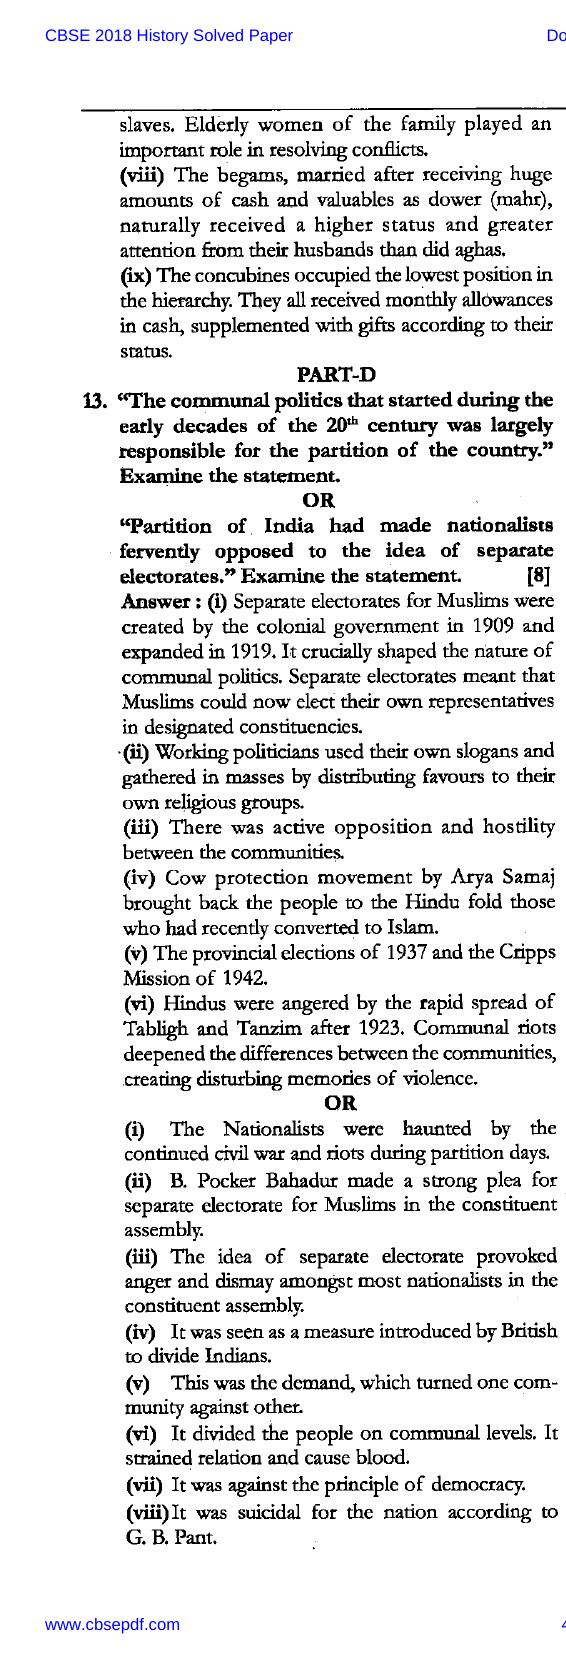 CBSE 2018 History Solved Paper Do
slaves. Elderly women of the family played an
important role in resolving conflicts.
(viii) The begams, married after receiving huge
amounts of cash and valuables as dower (mahr),
naturally received a higher status and greater
attention from their husbands than did aghas.
(ix) The concubines occupied the lowest position in
the hierarchy. They all received monthly allowances
in cash, supplemented with gifts according to their
status.
PART-D
13. “The communal politics that started during the
early decades of the 20th century was largely
responsible for the partition of the country.”
Examine the statement.
OR
“Partition of India had made nationalists
fervently opposed to the idea of separate
electorates.” Examine the statement. [8]
Answer : (i) Separate electorates for Muslims were
created by the colonial government in 1909 and
expanded in 1919. It crucially shaped the nature of
communal politics. Separate electorates meant that
Muslims could now elect their own representatives
in designated constituencies.
(ii) Working politicians used their own slogans and
gathered in masses by distributing favours to their
own religious groups.
(iii) There was active opposition and hostility
between the communities.
(iv) Cow protection movement by Arya Samaj
brought back the people to the Hindu fold those
who had recently converted to Islam.
(v) The provincial elections of 1937 and the Cripps
Mission of 1942.
(vi) Hindus were angered by the rapid spread of
Tabligh and Tanzim after 1923. Communal riots
deepened the differences between the communities,
creating disturbing memories of violence.
OR
(i) The Nationalists were haunted by the
continued civil war and riots during partition days.
(ii) B. Pocker Bahadur made a strong plea for
separate electorate for Muslims in the constituent
assembly.
(iii) The idea of separate electorate provoked
anger and dismay amongst most nationalists in the
constituent assembly.
(iv) It was seen as a measure introduced by British
to divide Indians.
(v) This was the demand, which turned one com-
munity against other.
(vi) It divided the people on communal levels. It
strained relation and cause blood.
(vii) It was against the principle of democracy.
(viii) It was suicidal for the nation according to
G. B. Pant.
www.cbsepdf.com